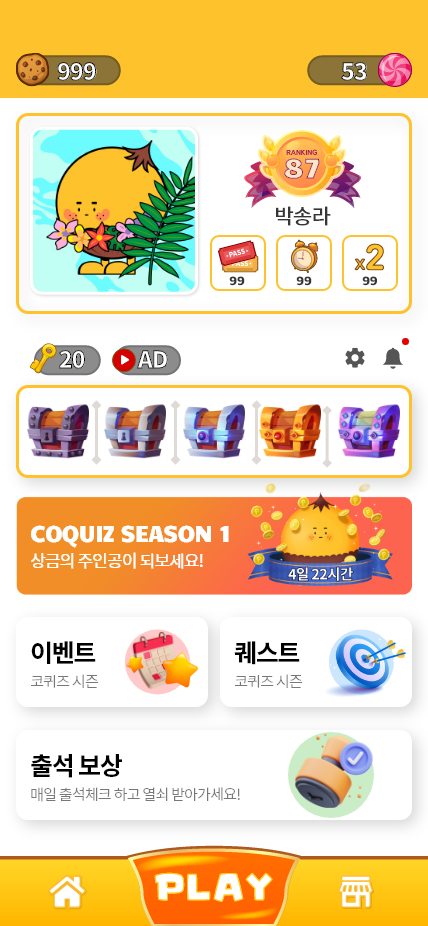 999
53
RANKING
87
박송라
PASS
PASS
x2
99
99
99
20
AD
COQUIZ SEASON 1
상금의 주인공이 되보세요!
4일 22시간
이벤트
코퀴즈 시즌
퀘스트
코퀴즈 시즌
출석 보상
매일 출석체크 하고 열쇠 받아가세요!
PLAY